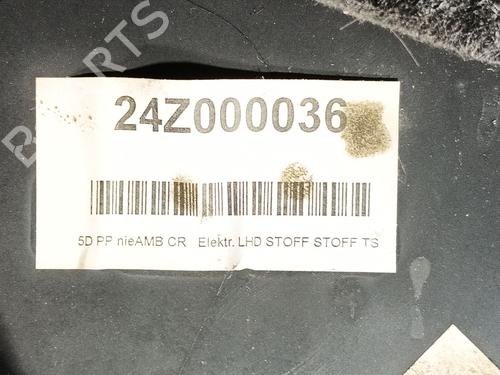 24Z000036
5D PP nieAMB CR Elektr. LHD STOFF STOFF TS